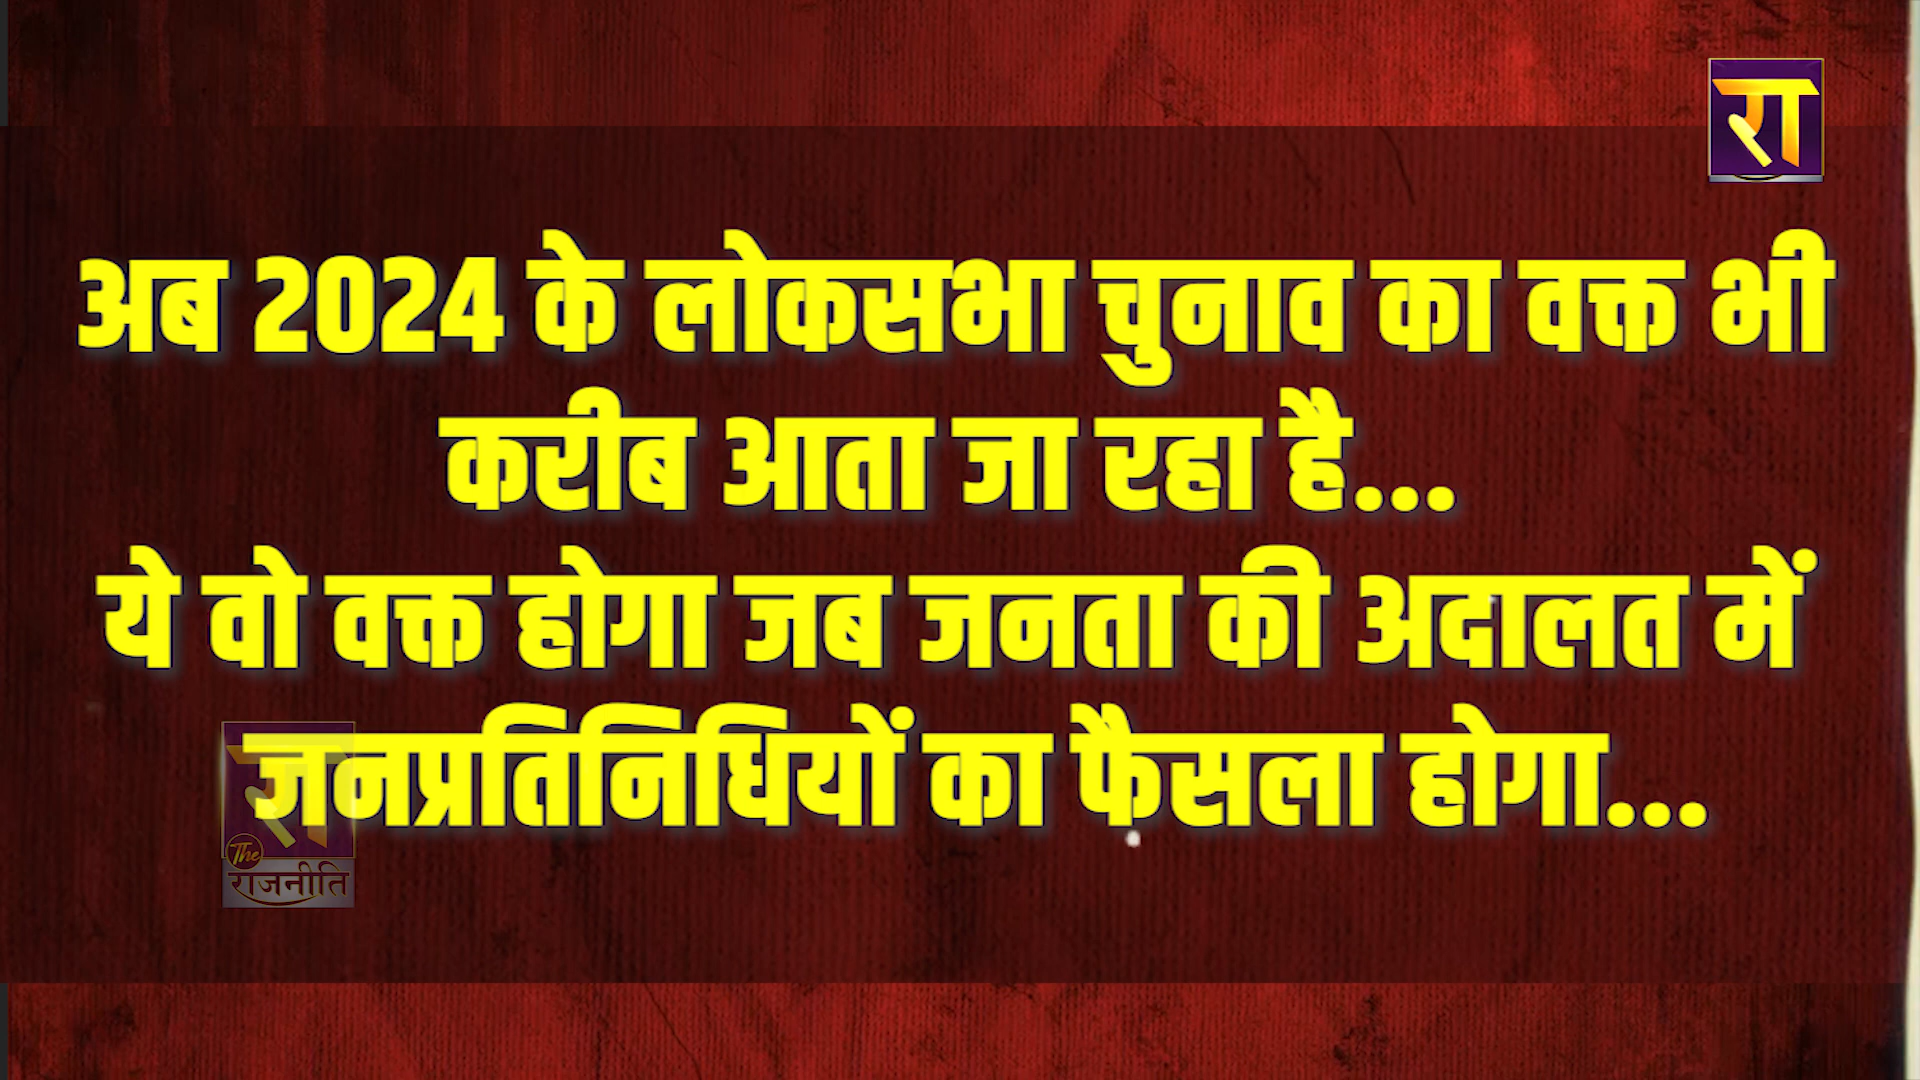 रा
अब 2024 के लोकसभा चुनाव का वक्त भी
करीब आता जा रहा है...
ये वो वक्त होगा जब जनता की अदालत में
जनप्रतिनिधियों का फैसला होगा...
रा
The
राजनीति